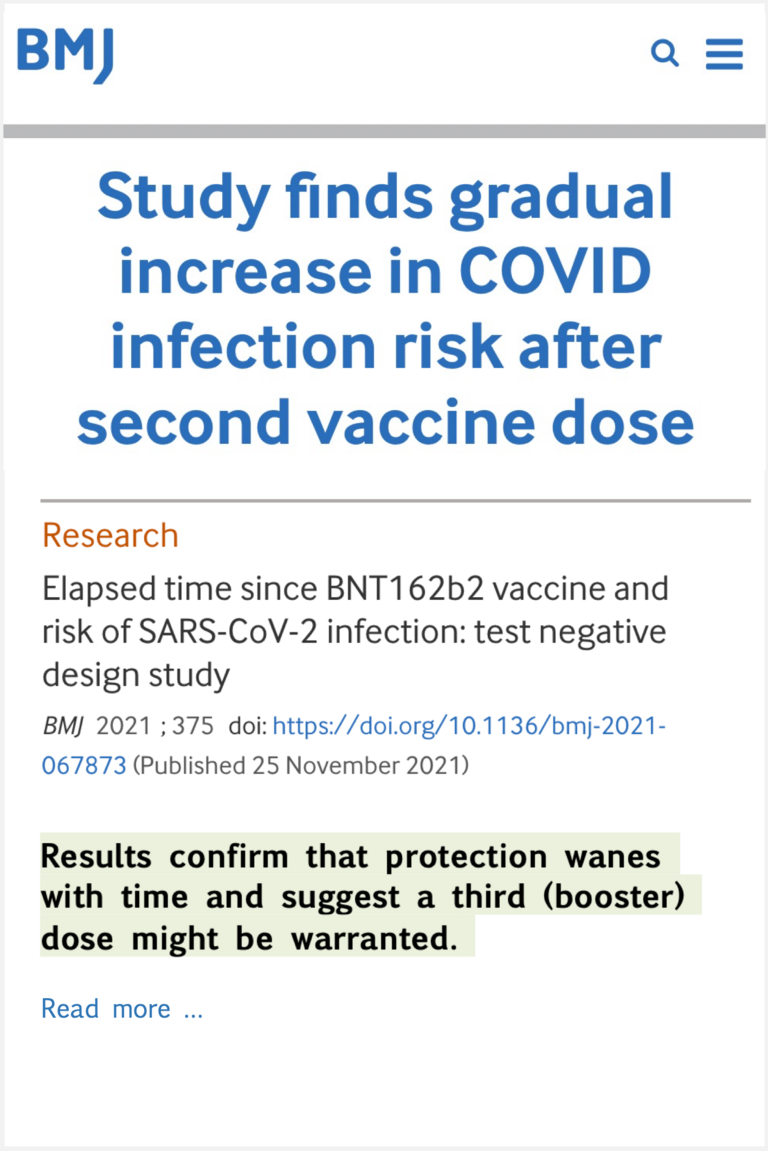 BMJ
Study finds gradual
increase in COVID
infection risk after
second vaccine dose
Research
Elapsed time since BNT162b2 vaccine and
risk of SARS-CoV-2 infection: test negative
design study
BMJ 2021 ; 375 doi: https://doi.org/10.1136/bmj-2021-
067873 (Published 25 November 2021)
Results confirm that protection wanes
with time and suggest a third (booster)
dose might be warranted.
Read more ...